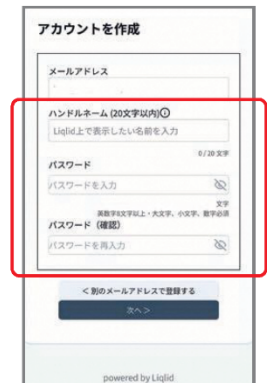 アカウントを作成
メールアドレス
ハンドルネーム (20文字以内)ⓘ
Liqlid上で表示したい名前を入力
0 / 20 文字
パスワード
パスワードを入力
文字
英数字8文字以上・大文字、小文字、数字必須
パスワード（確認）
パスワードを再入力
< 別のメールアドレスで登録する
次へ >
powered by Liqlid